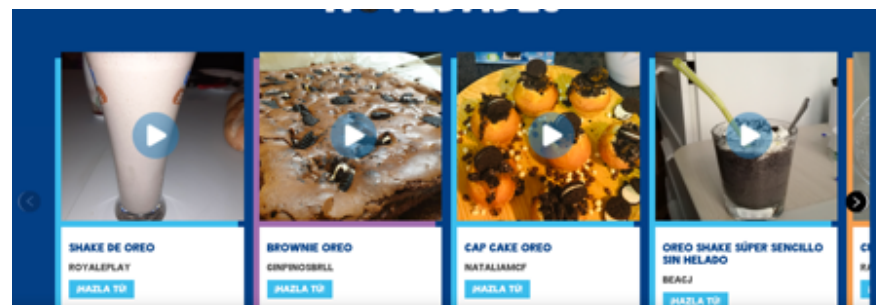 NOVEDADES
SHAKE DE OREO
ROYALEPLAY
¡HAZLA TÚ!
BROWNIE OREO
GINPINOSBRLL
¡HAZLA TÚ!
CAP CAKE OREO
NATALIAMCF
¡HAZLA TÚ!
OREO SHAKE SÚPER SENCILLO
SIN HELADO
BEACJ
¡HAZLA TÚ!